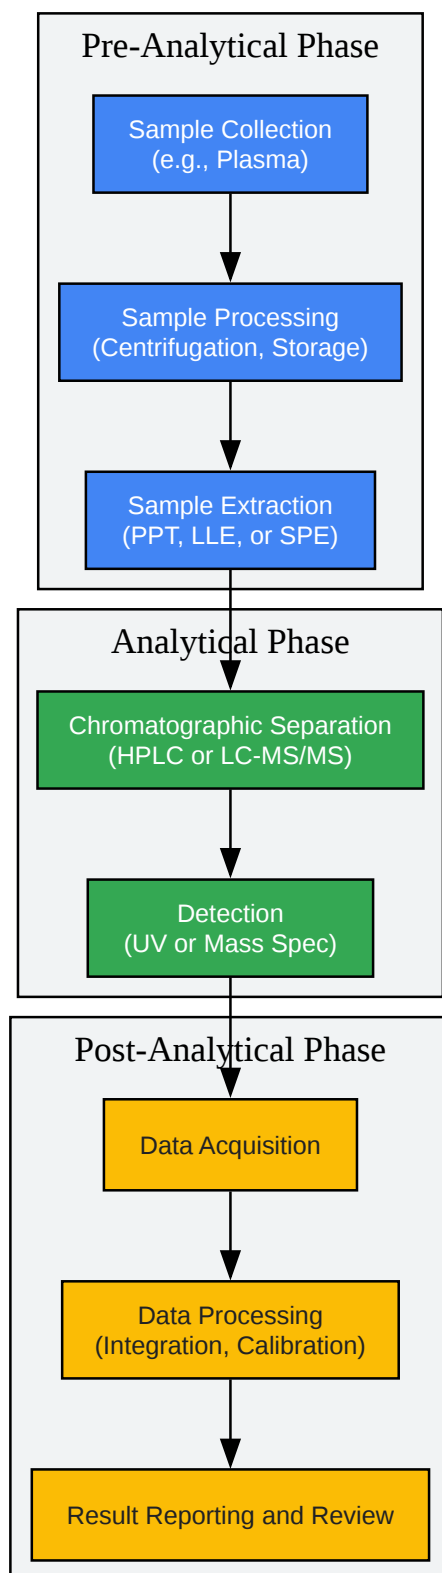 Pre-Analytical Phase
Sample Collection
(e.g., Plasma)
Sample Processing
(Centrifugation, Storage)
Sample Extraction
(PPT, LLE, or SPE)
Analytical Phase
Chromatographic Separation
(HPLC or LC-MS/MS)
Detection
(UV or Mass Spec)
Post-Analytical Phase
Data Acquisition
Data Processing
(Integration, Calibration)
Result Reporting and Review